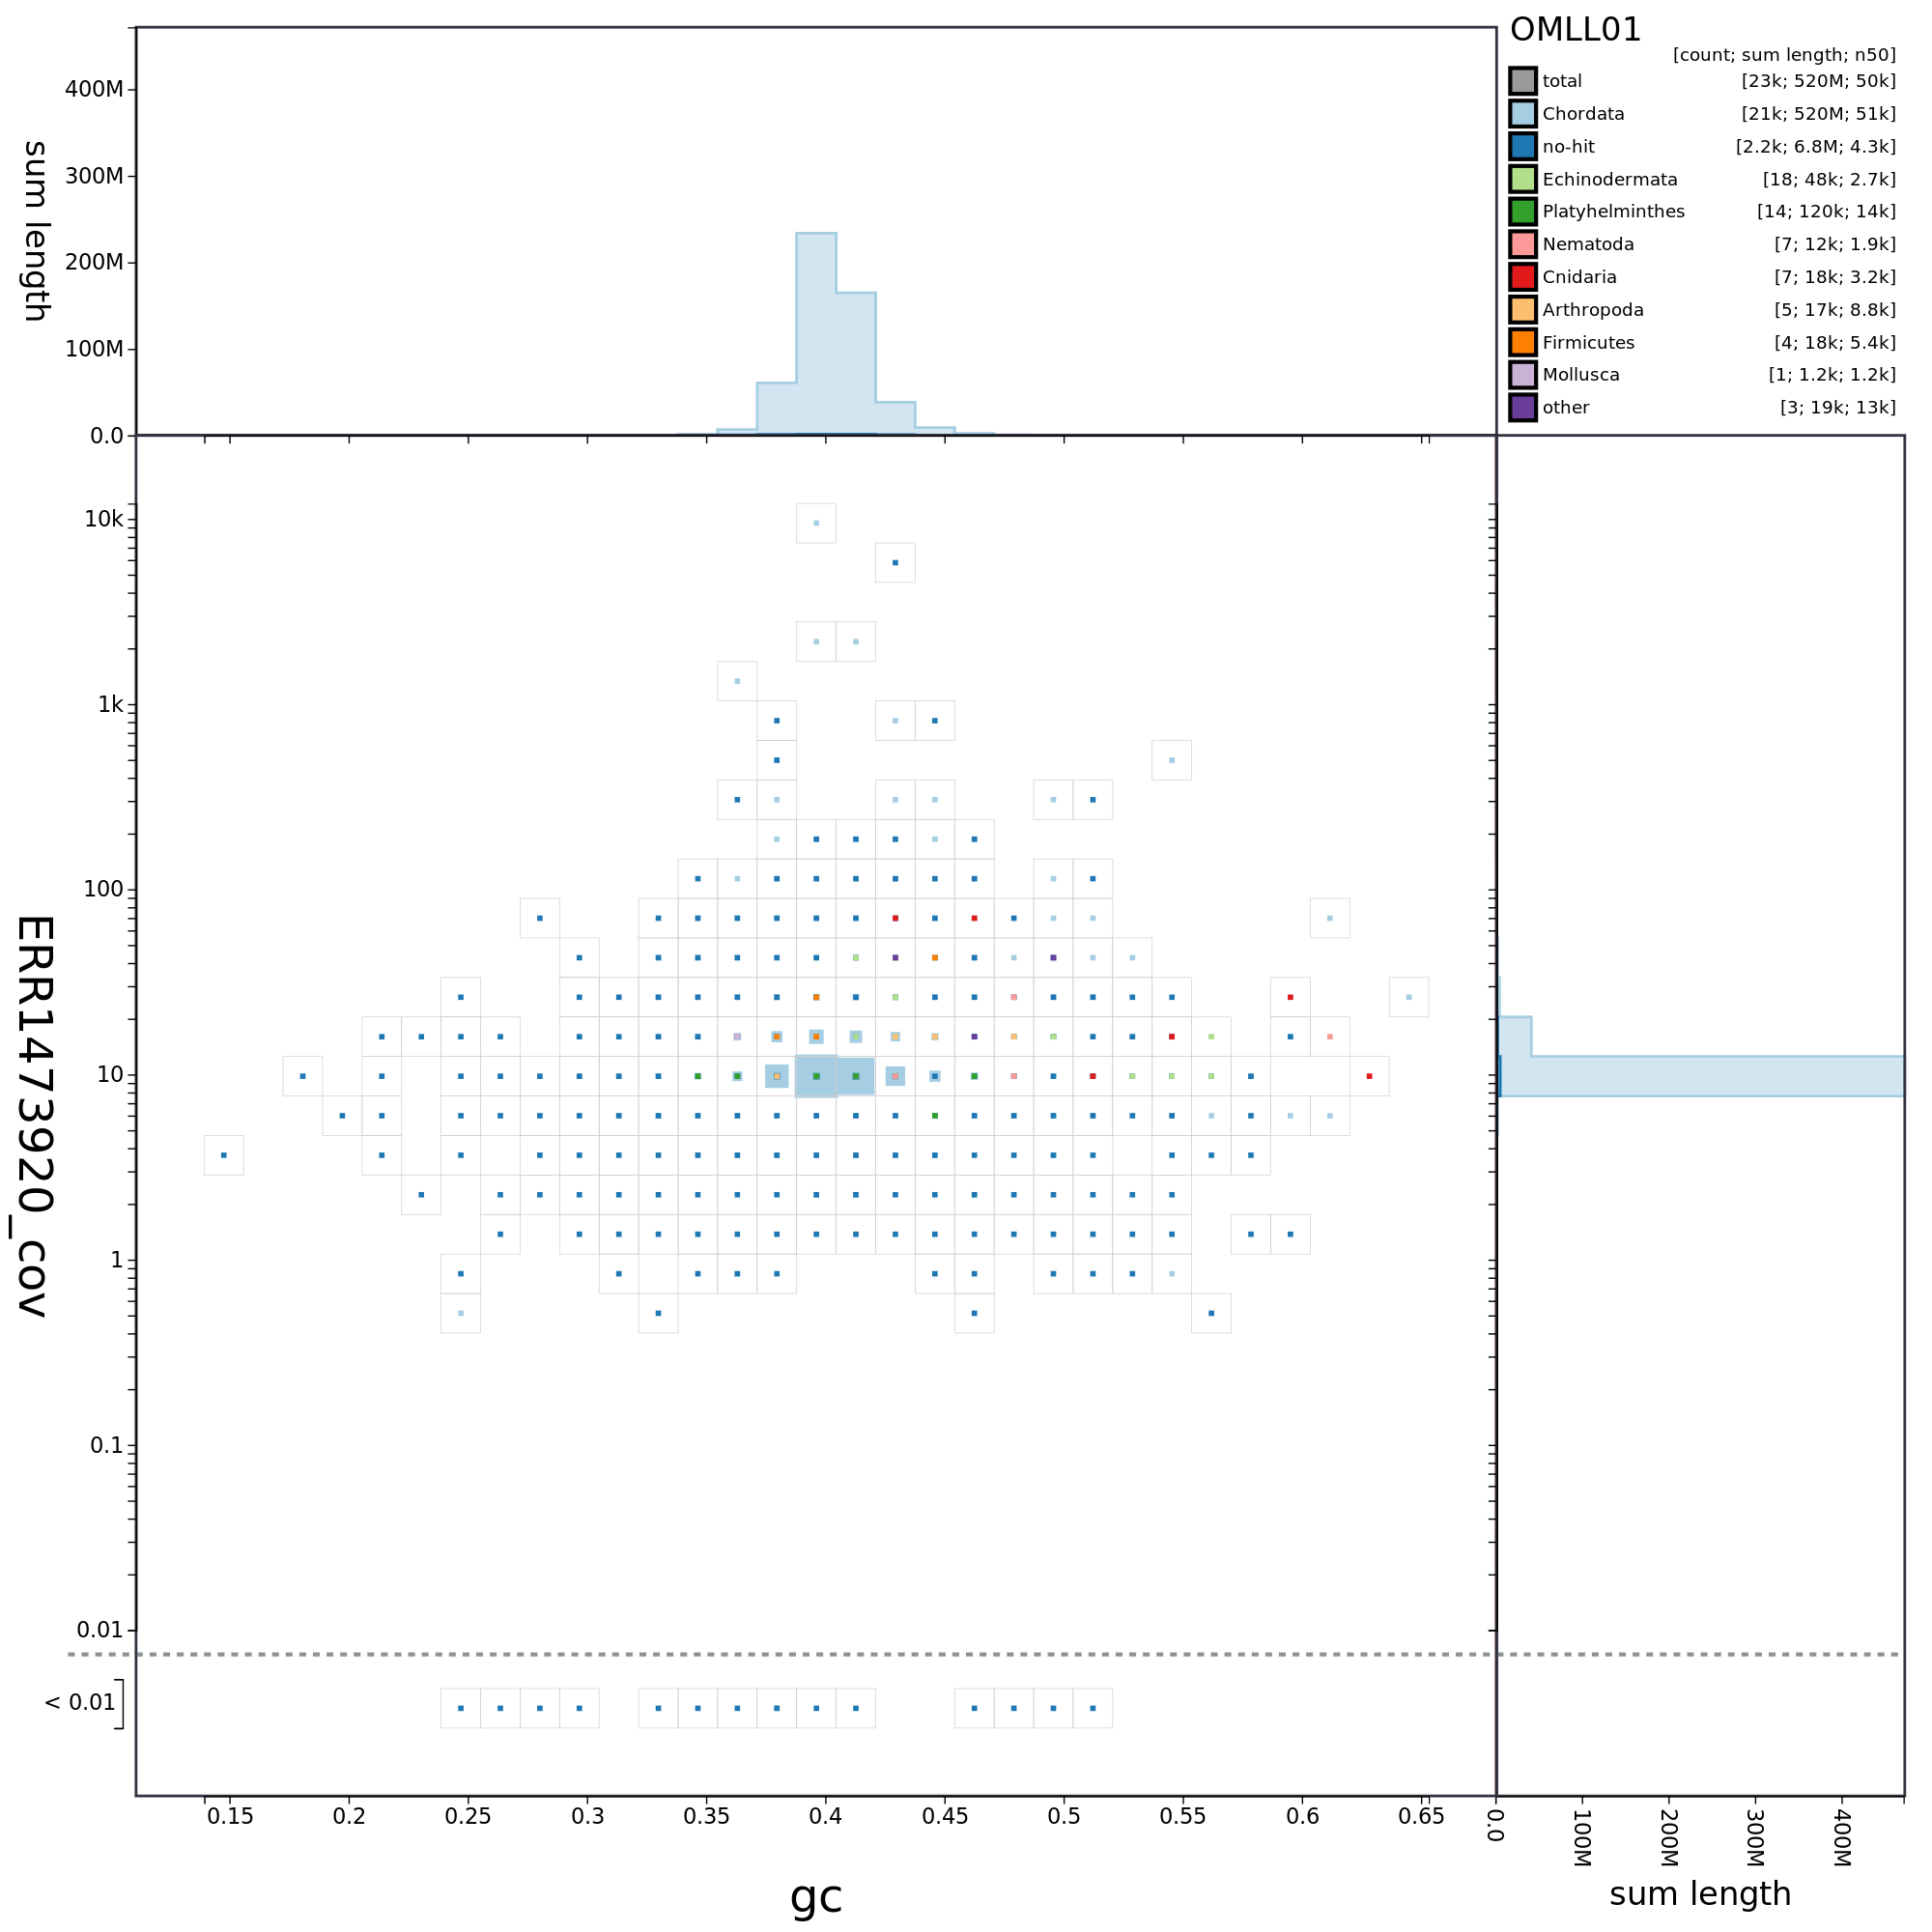 OMLL01
[count; sum length; n50]
total [23k; 520M; 50k]
Chordata [21k; 520M; 51k]
no-hit [2.2k; 6.8M; 4.3k]
Echinodermata [18; 48k; 2.7k]
Platyhelminthes [14; 120k; 14k]
Nematoda [7; 12k; 1.9k]
Cnidaria [7; 18k; 3.2k]
Arthropoda [5; 17k; 8.8k]
Firmicutes [4; 18k; 5.4k]
Mollusca [1; 1.2k; 1.2k]
other [3; 19k; 13k]
sum length
400M
300M
200M
100M
0.0
ERR1473920_cov
10k
1k
100
10
1
0.1
0.01
< 0.01
0.15 0.2 0.25 0.3 0.35 0.4 0.45 0.5 0.55 0.6 0.65
gc
0.0 100M 200M 300M 400M
sum length